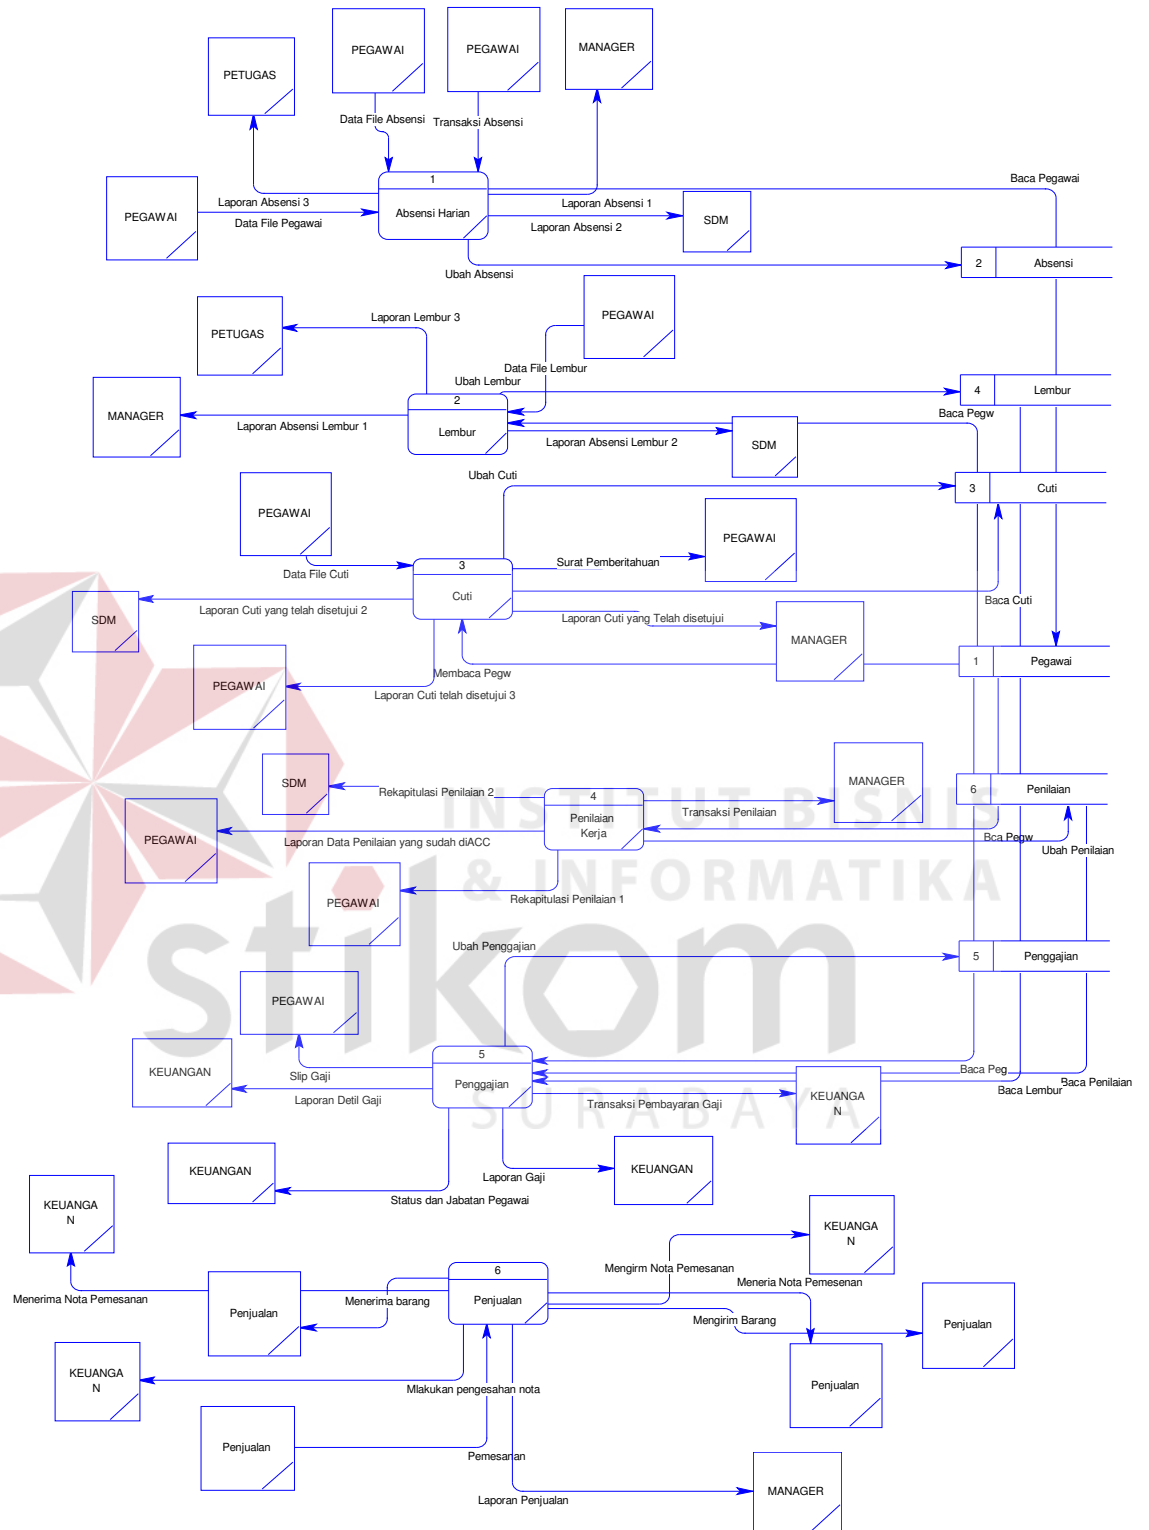 PEGAWAI
PEGAWAI
MANAGER
PETUGAS
Data File Absensi
Transaksi Absensi
1
Baca Pegawai
PEGAWAI
Laporan Absensi 3
Absensi Harian
Laporan Absensi 1
SDM
Data File Pegawai
Laporan Absensi 2
2
Absensi
Ubah Absensi
PEGAWAI
Laporan Lembur 3
PETUGAS
Data File Lembur
Ubah Lembur
4
Lembur
2
MANAGER
Baca Pegw
Laporan Absensi Lembur 1
Lembur
Laporan Absensi Lembur 2
SDM
Ubah Cuti
3
Cuti
PEGAWAI
PEGAWAI
Data File Cuti
3
Surat Pemberitahuan
Cuti
Baca Cuti
SDM
Laporan Cuti yang telah disetujui 2
Laporan Cuti yang Telah disetujui
MANAGER
1
Pegawai
Membaca Pegw
PEGAWAI
Laporan Cuti telah disetujui 3
SDM
Rekapitulasi Penilaian 2
4
MANAGER
6
Penilaian
Penilaian
Kerja
Transaksi Penilaian
PEGAWAI
Laporan Data Penilaian yang sudah diACC
Bca Pegw
Ubah Penilaian
INSTITUT BISNIS
& INFORMATIKA
PEGAWAI
Rekapitulasi Penilaian 1
stikom
Ubah Penggajian
5
Penggajian
PEGAWAI
5
KEUANGAN
Slip Gaji
Penggajian
Baca Peg
Baca Penilaian
Laporan Detil Gaji
Baca Lembur
Transaksi Pembayaran Gaji
KEUANGA
N
SURABAYA
KEUANGAN
Laporan Gaji
KEUANGAN
Status dan Jabatan Pegawai
KEUANGA
N
KEUANGA
N
6
Mengirm Nota Pemesanan
Meneria Nota Pemesenan
Menerima Nota Pemesanan
Penjualan
Menerima barang
Penjualan
Mengirim Barang
Penjualan
KEUANGA
N
Mlakukan pengesahan nota
Penjualan
Penjualan
Pemesanan
Laporan Penjualan
MANAGER